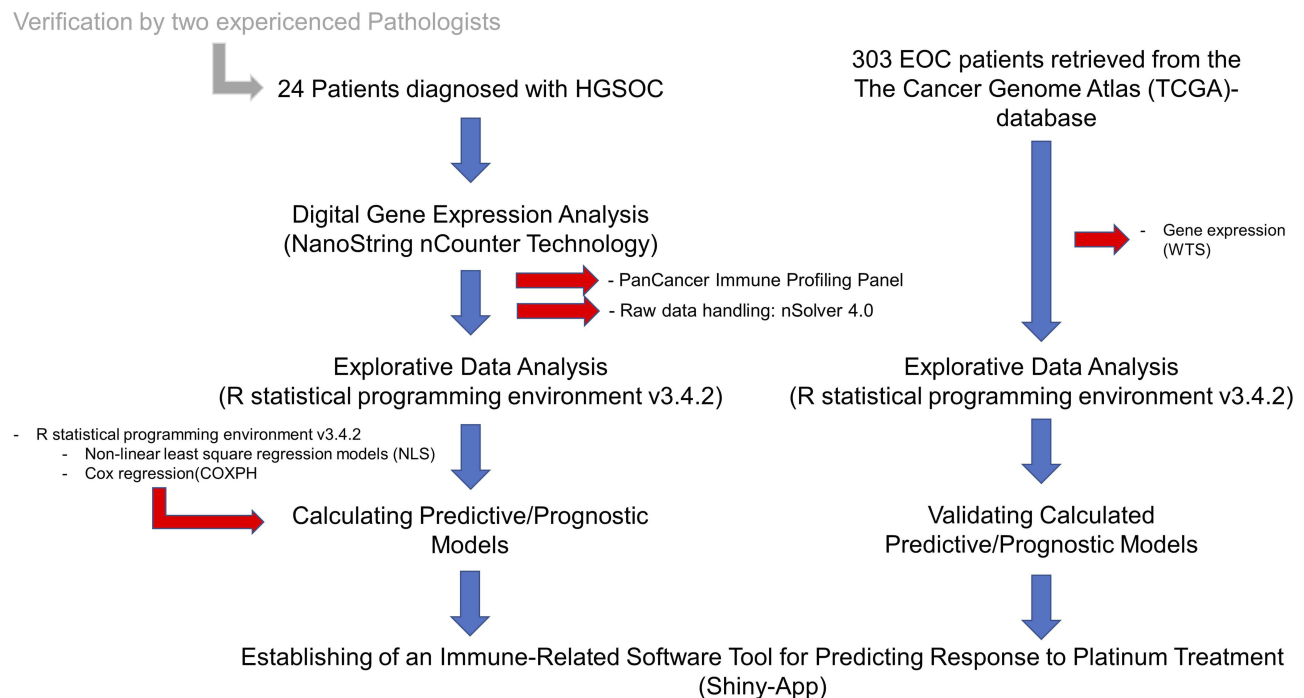 Verification by two expericenced Pathologists
24 Patients diagnosed with HGSOC
Digital Gene Expression Analysis
(NanoString nCounter Technology)
- PanCancer Immune Profiling Panel
- Raw data handling: nSolver 4.0
Explorative Data Analysis
(R statistical programming environment v3.4.2)
- R statistical programming environment v3.4.2
- Non-linear least square regression models (NLS)
- Cox regression(COXPH
Calculating Predictive/Prognostic
Models
303 EOC patients retrieved from the
The Cancer Genome Atlas (TCGA)-
database
- Gene expression
(WTS)
Explorative Data Analysis
(R statistical programming environment v3.4.2)
Validating Calculated
Predictive/Prognostic Models
Establishing of an Immune-Related Software Tool for Predicting Response to Platinum Treatment
(Shiny-App)